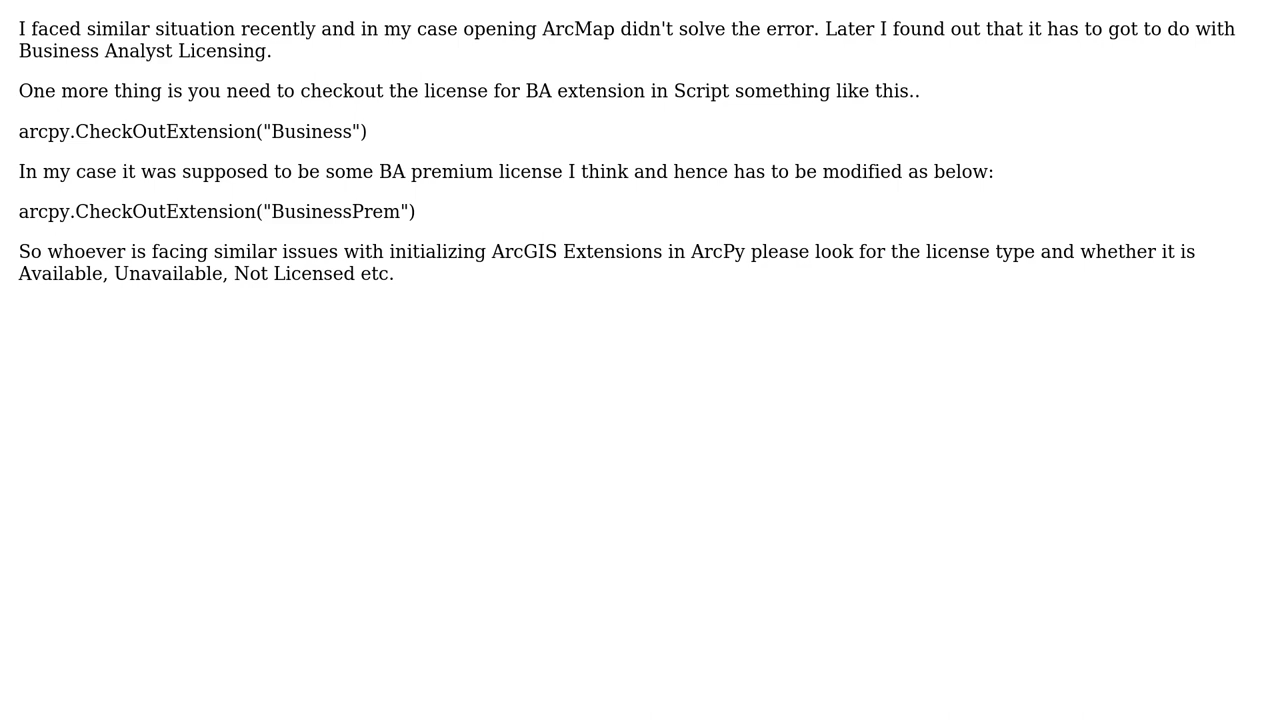 I faced similar situation recently and in my case opening ArcMap didn't solve the error. Later I found out that it has to got to do with
Business Analyst Licensing.
One more thing is you need to checkout the license for BA extension in Script something like this..
arcpy.CheckOutExtension("Business")
In my case it was supposed to be some BA premium license I think and hence has to be modified as below:
arcpy.CheckOutExtension("BusinessPrem")
So whoever is facing similar issues with initializing ArcGIS Extensions in ArcPy please look for the license type and whether it is
Available, Unavailable, Not Licensed etc.